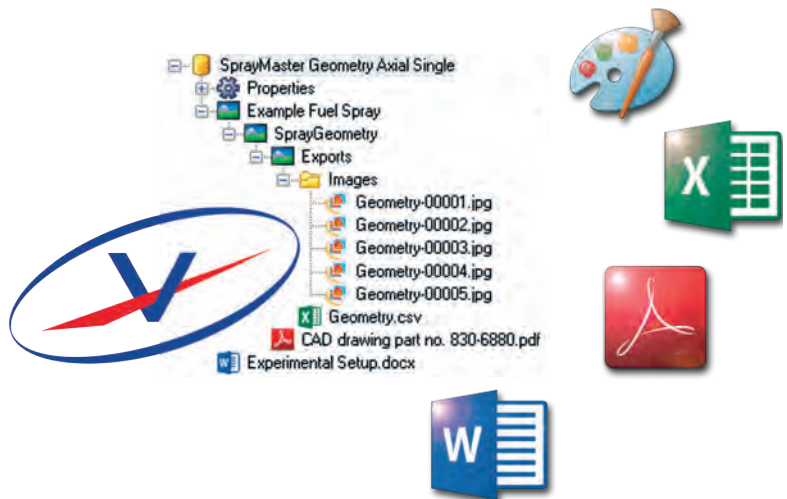 SprayMaster Geometry Axial Single
Properties
Example Fuel Spray
SprayGeometry
Exports
Images
Geometry-00001.jpg
Geometry-00002.jpg
Geometry-00003.jpg
Geometry-00004.jpg
Geometry-00005.jpg
Geometry.csv
CAD drawing part no. 830-6880.pdf
Experimental Setup.docx
X
V
W